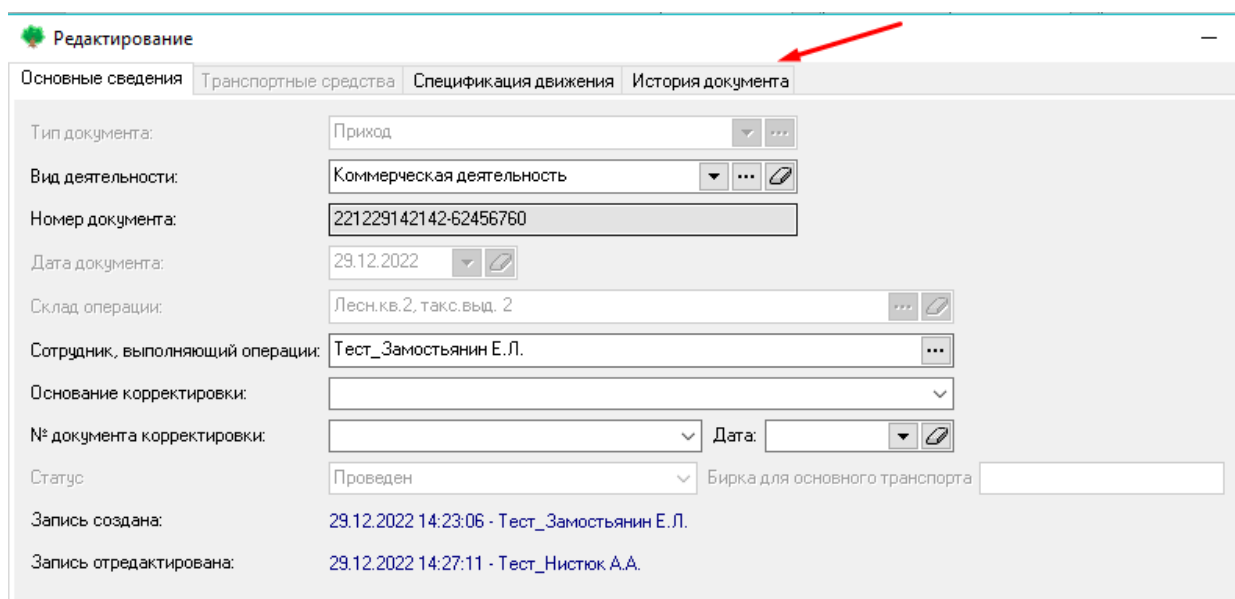 Редактирование
Основные сведения Транспортные средства Спецификация движения История документа
Тип документа: Приход
Вид деятельности: Коммерческая деятельность
Номер документа: 221229142142-62456760
Дата документа: 29.12.2022
Склад операции: Лесн.кв.2, такс.выд. 2
Сотрудник, выполняющий операции: Тест_Замостьянин Е.Л.
Основание корректировки:
№ документа корректировки: Дата:
Статус Проведен Бирка для основного транспорта
Запись создана: 29.12.2022 14:23:06 - Тест_Замостьянин Е.Л.
Запись отредактирована: 29.12.2022 14:27:11 - Тест_Нистюк А.А.